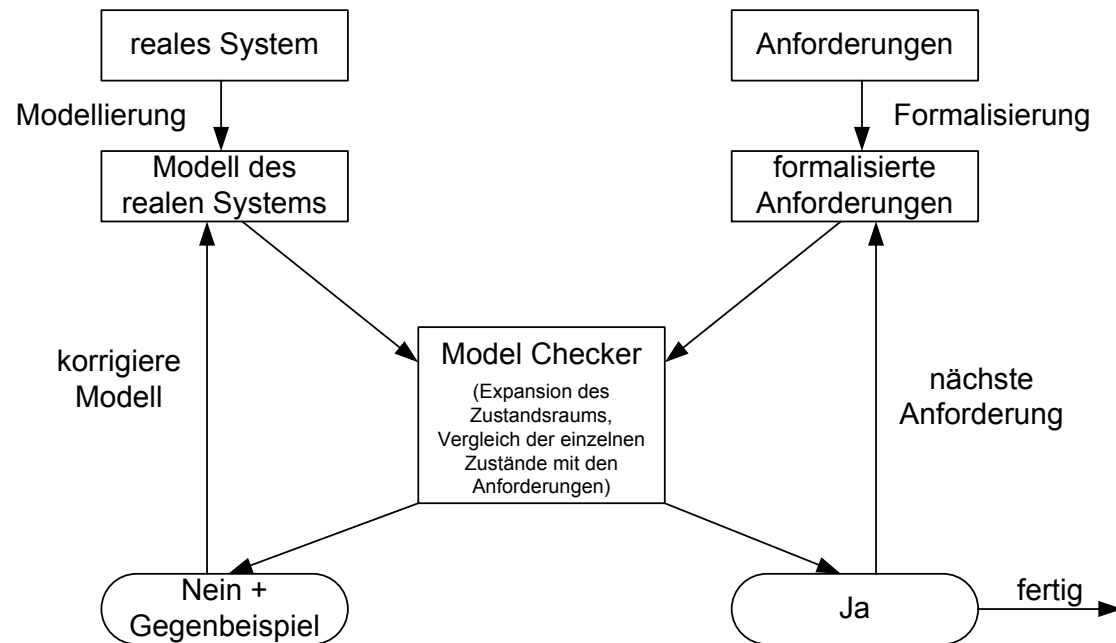 reales System
Anforderungen
Modellierung
Formalisierung
Modell des
realen Systems
formalisierte
Anforderungen
korrigiere
Modell
Model Checker
(Expansion des
Zustandsraums,
Vergleich der einzelnen
Zustände mit den
Anforderungen)
nächste
Anforderung
Nein +
Gegenbeispiel
Ja
fertig